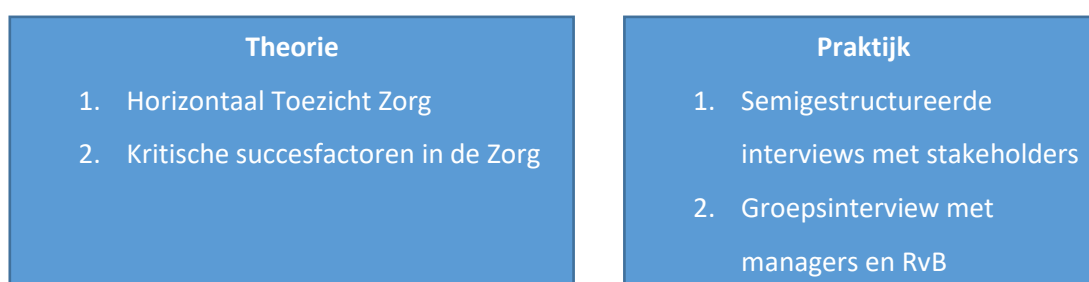 Theorie
1. Horizontaal Toezicht Zorg
2. Kritische succesfactoren in de Zorg
Praktijk
1. Semigestructureerde
interviews met stakeholders
2. Groepsinterview met
managers en RvB